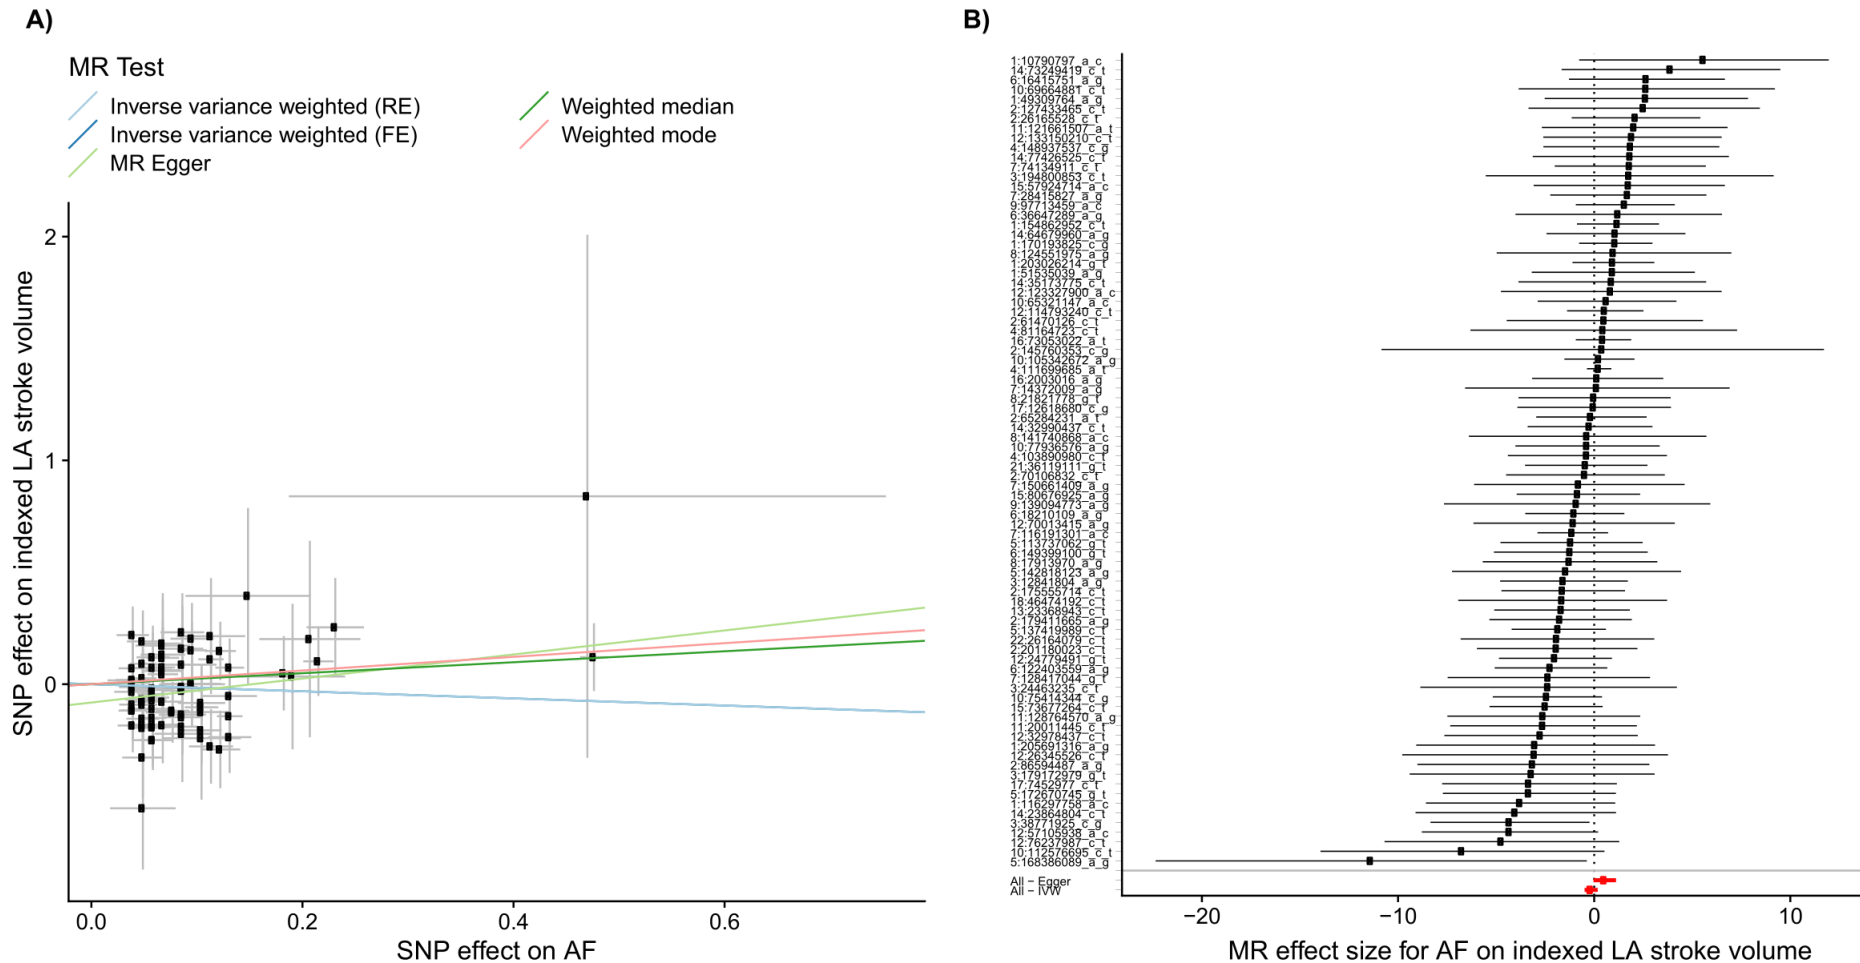 A)
MR Test
Inverse variance weighted (RE)
Inverse variance weighted (FE)
MR Egger
Weighted median
Weighted mode
2
1
0
SNP effect on indexed LA stroke volume
0.0
0.2
0.4
0.6
SNP effect on AF
B)
1:10790797_a_c
14:73249419_c_t
6:16415751_a_g
10:69664881_c_t
1:49309764_a_g
2:127433465_c_t
2:26165528_c_t
11:121661507_a_t
12:133150210_c_t
4:148937537_c_g
14:77426525_c_t
7:74134911_c_t
3:194800853_c_t
15:57924714_a_c
7:28415827_a_g
9:97713459_a_c
6:36647289_a_g
1:154862952_c_t
14:64679960_a_g
1:170193825_c_g
8:124551975_a_g
1:203026214_g_t
1:51535039_a_g
14:35173775_c_t
12:123327900_a_c
10:65321147_a_c
12:114793240_c_t
2:61470126_c_t
4:81164723_c_t
16:73053022_a_t
2:145760353_c_g
10:105342672_a_g
4:111699685_a_t
16:2003016_a_g
7:14372009_a_g
8:21821778_g_t
17:12618680_c_g
2:65284231_a_t
14:32990437_c_t
8:141740868_a_c
10:77936576_a_g
4:103890980_c_t
21:36119111_g_t
2:70106832_c_t
7:150661409_a_g
15:80676925_a_g
9:139094773_a_g
6:18210109_a_g
12:70013415_a_g
7:116191301_a_c
5:113737062_g_t
6:149399100_g_t
8:17913970_a_g
5:142818123_a_g
3:12841804_a_g
2:175555714_c_t
18:46474192_c_t
13:23368943_c_t
2:179411665_a_g
5:137419989_c_t
22:26164079_c_t
2:201180023_c_t
12:24779491_g_t
6:122403559_a_g
7:128417044_g_t
3:24463235_c_t
10:75414344_c_g
15:73677264_c_t
11:128764570_a_g
11:20011445_c_t
12:32978437_c_t
1:205691316_a_g
12:26345526_c_t
2:86594487_a_g
3:179172979_g_t
17:7452977_c_t
5:172670745_g_t
1:116297758_a_c
14:23864804_c_t
3:38771925_c_g
12:57105938_a_c
12:76237987_c_t
10:112576695_c_t
5:168386089_a_g
All − Egger
All − IVW
−20
−10
0
10
MR effect size for AF on indexed LA stroke volume